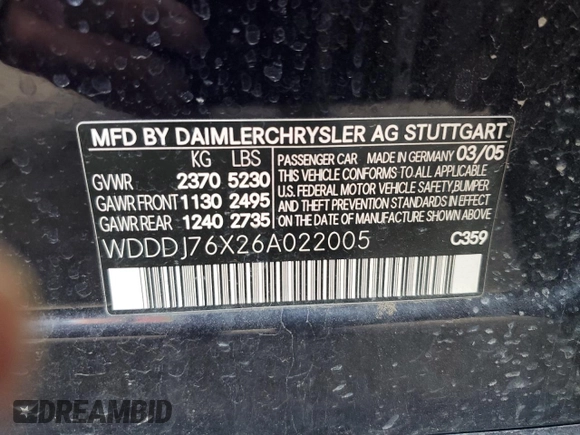 MFD BY DAIMLERCHRYSLER AG STUTTGART
KG LBS
GVWR 2370 5230
GAWR FRONT 1130 2495
GAWR REAR 1240 2735
PASSENGER CAR MADE IN GERMANY 03/05
THIS VEHICLE CONFORMS TO ALL APPLICABLE
U.S. FEDERAL MOTOR VEHICLE SAFETY, BUMPER
AND THEFT PREVENTION STANDARDS IN
EFFECT ON THE DATE OF MANUFACTURE
SHOWN ABOVE.
WDDDJ76X26A022005 C359
DREAMBID